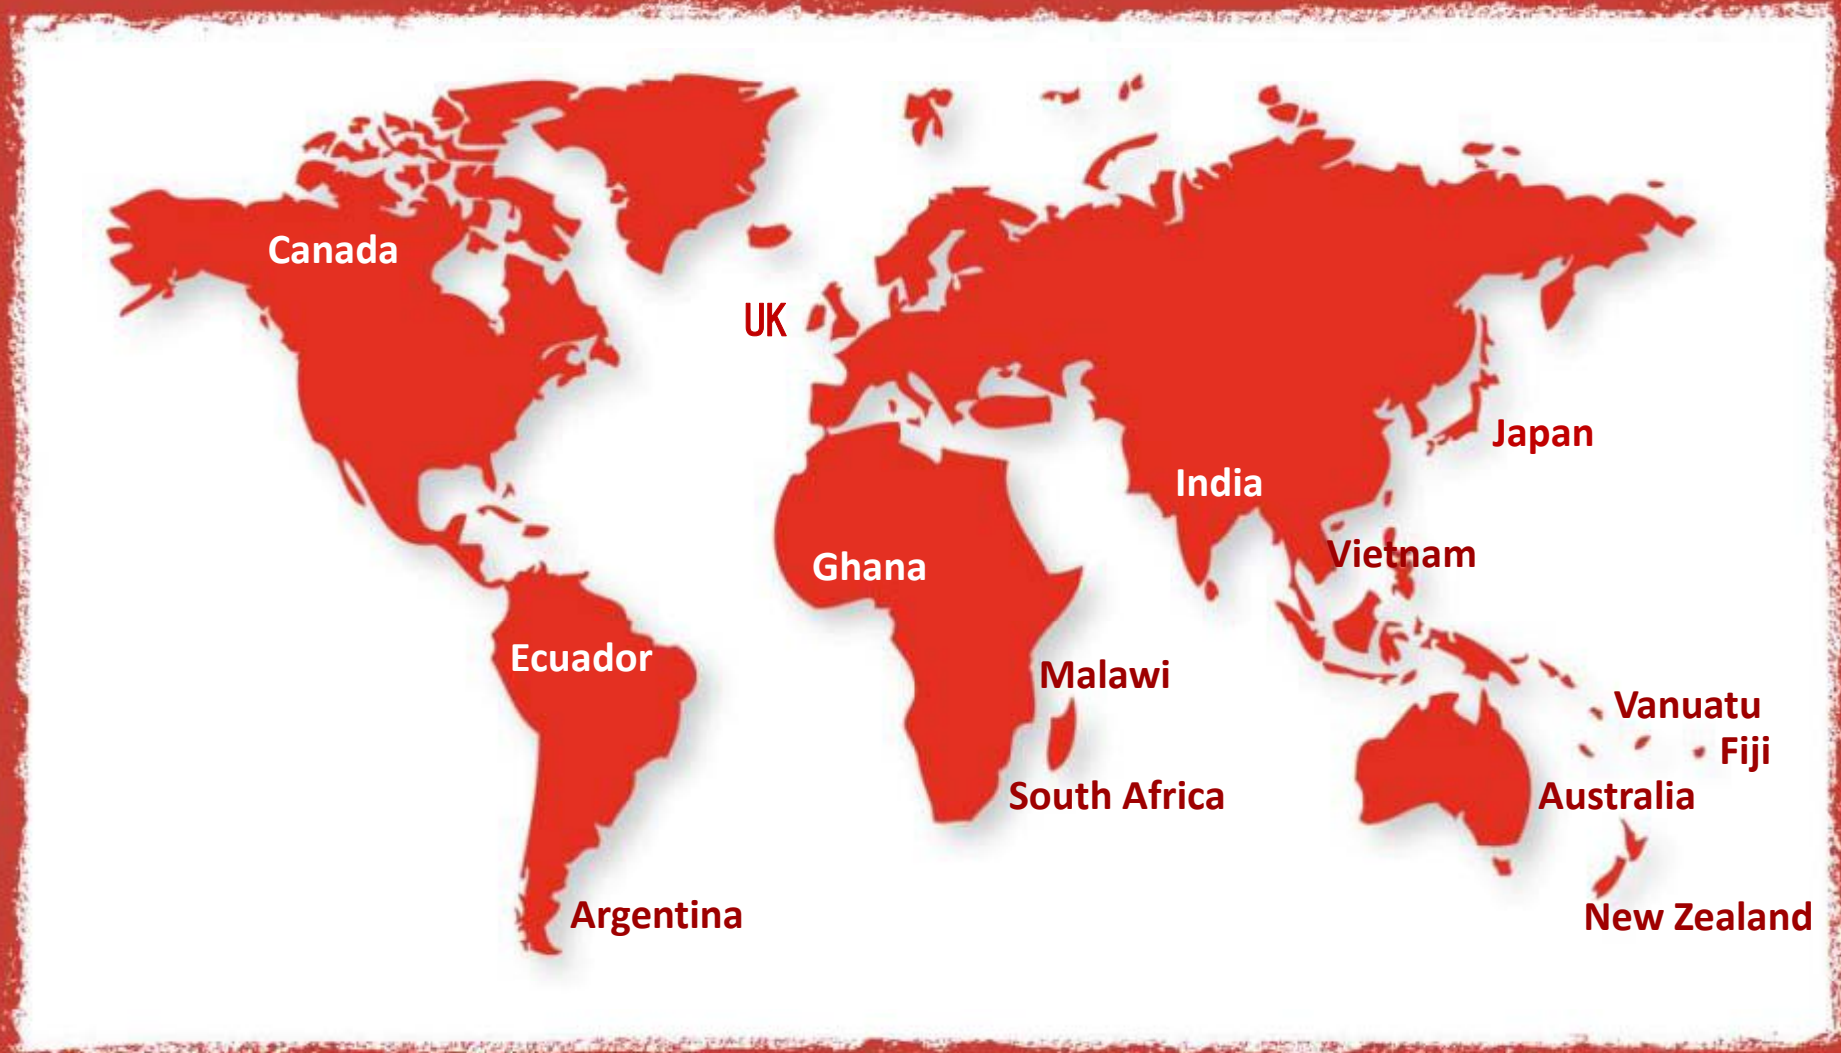 Canada
UK
Japan
India
Vietnam
Ghana
Ecuador
Malawi
Vanuatu
Fiji
South Africa
Australia
Argentina
New Zealand